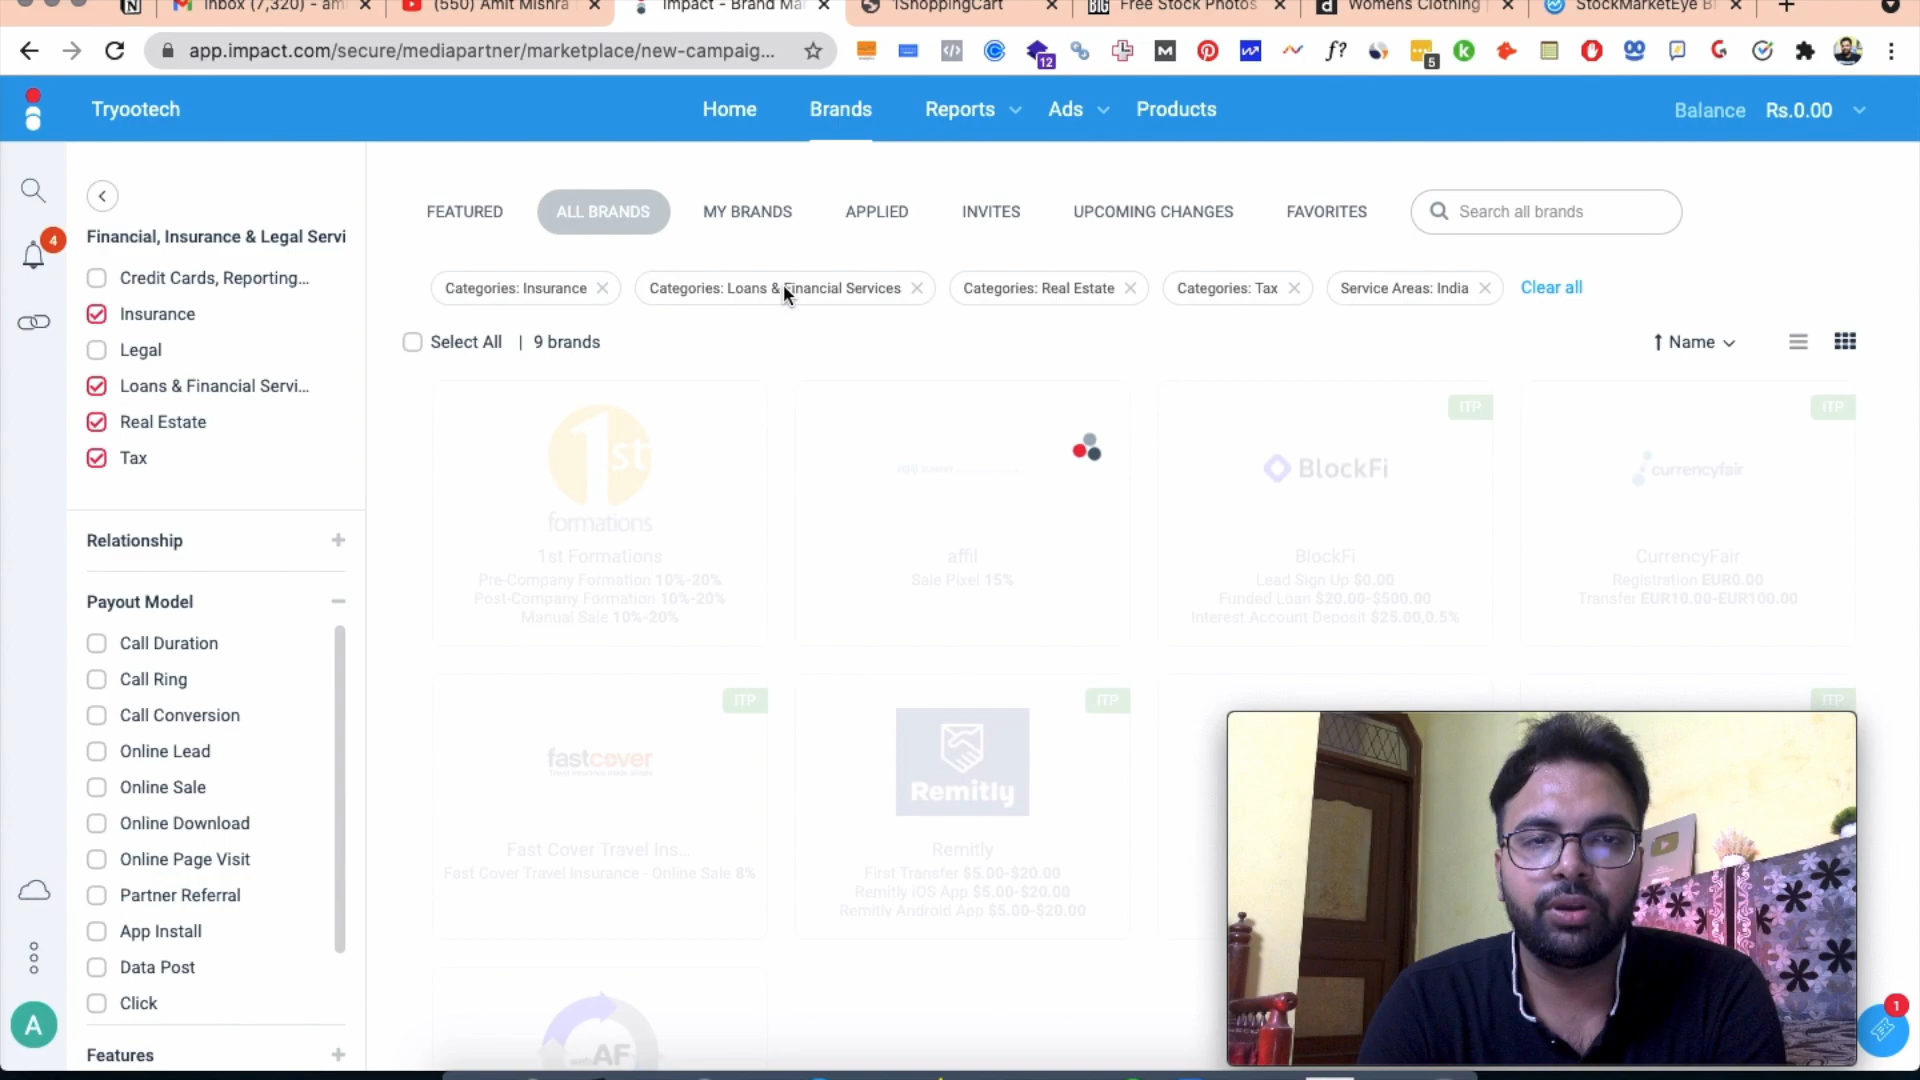 Inbox (7,320) - am
(550) Amit Mishra
Impact - Brand Mar
1ShoppingCart
BIG
Free Stock Photos
Womens Clothing
StockMarketEye B
app.impact.com/secure/mediapartner/marketplace/new-campaig...
12
M
f?
5
k
Tryootech
Home
Brands
Reports
Ads
Products
Balance Rs.0.00
4
FEATURED
ALL BRANDS
MY BRANDS
APPLIED
INVITES
UPCOMING CHANGES
FAVORITES
Search all brands
Financial, Insurance & Legal Servi
Credit Cards, Reporting...
Insurance
Legal
Loans & Financial Servi...
Real Estate
Tax
Relationship
Payout Model
Call Duration
Call Ring
Call Conversion
Online Lead
Online Sale
Online Download
Online Page Visit
Partner Referral
App Install
Data Post
Click
Features
A
Categories: Insurance
Categories: Loans & Financial Services
Categories: Real Estate
Categories: Tax
Service Areas: India
Clear all
Select All | 9 brands
Name
1st
formations
1st Formations
Pre-Company Formation 10%-20%
Post-Company Formation 10%-20%
Manual Sale 10%-20%
affil
Sale Pixel 15%
ITP
BlockFi
BlockFi
Lead Sign Up $0.00
Funded Loan $20.00-$500.00
Interest Account Deposit $25.00,0.5%
ITP
currencyfair
CurrencyFair
Registration EUR0.00
Transfer EUR10.00-EUR100.00
ITP
fastcover
Travel insurance made simple
Fast Cover Travel Ins...
Fast Cover Travel Insurance - Online Sale 8%
ITP
Remitly
Remitly
First Transfer $5.00-$20.00
Remitly iOS App $5.00-$20.00
Remitly Android App $5.00-$20.00
ITP
AF
1